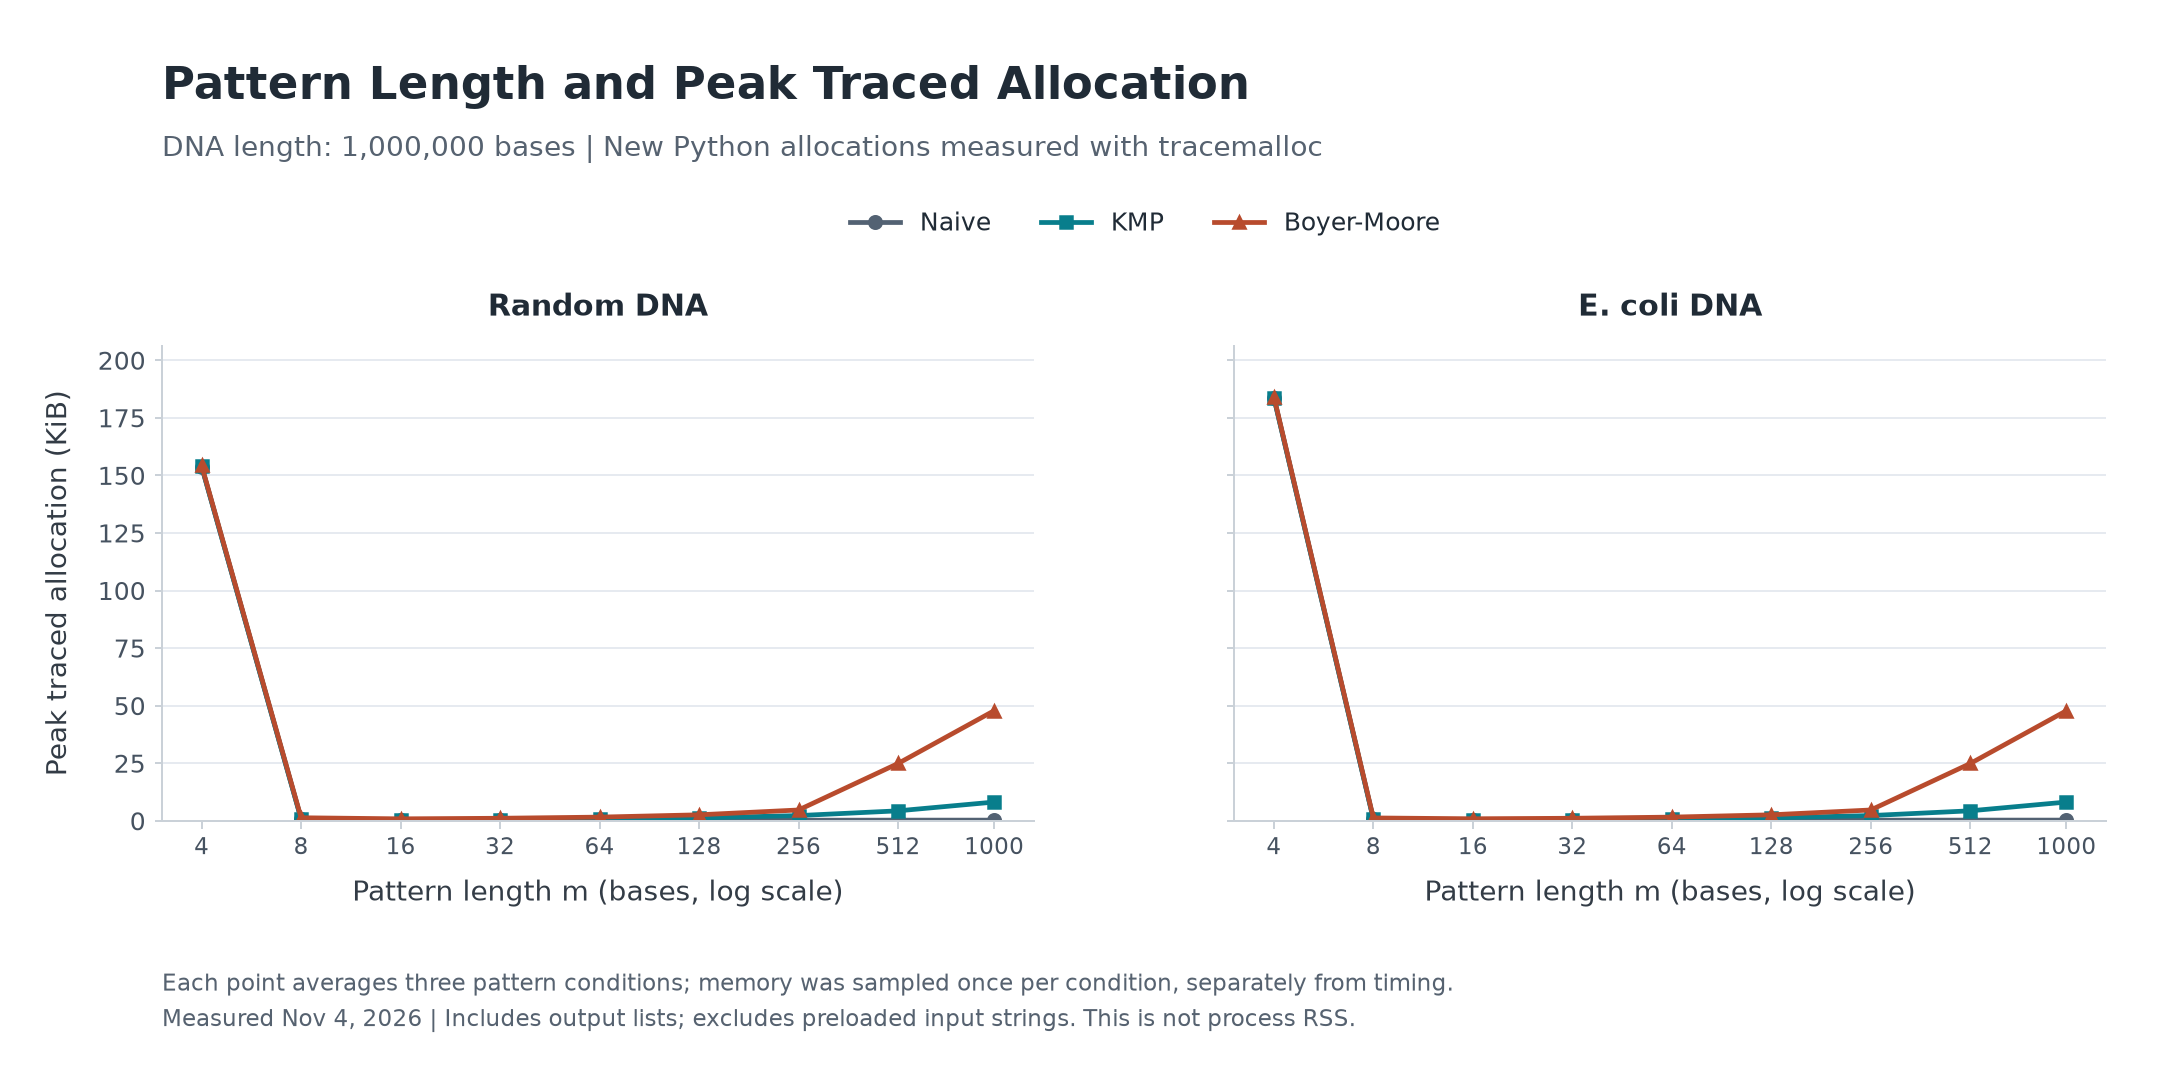 Pattern Length and Peak Traced Allocation
DNA length: 1,000,000 bases | New Python allocations measured with tracemalloc
Naive KMP Boyer-Moore
Random DNA
Peak traced allocation (KiB)
200
175
150
125
100
75
50
25
0
4 8 16 32 64 128 256 512 1000
Pattern length m (bases, log scale)
E. coli DNA
4 8 16 32 64 128 256 512 1000
Pattern length m (bases, log scale)
Each point averages three pattern conditions; memory was sampled once per condition, separately from timing.
Measured Nov 4, 2026 | Includes output lists; excludes preloaded input strings. This is not process RSS.